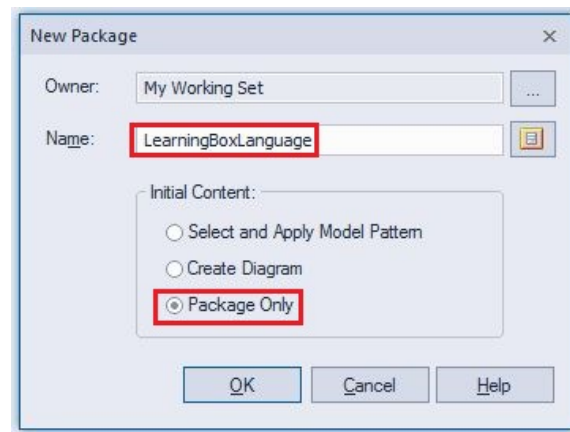 New Package
Owner: My Working Set ...
Name: LearningBoxLanguage
Initial Content:
Select and Apply Model Pattern
Create Diagram
Package Only
OK Cancel Help